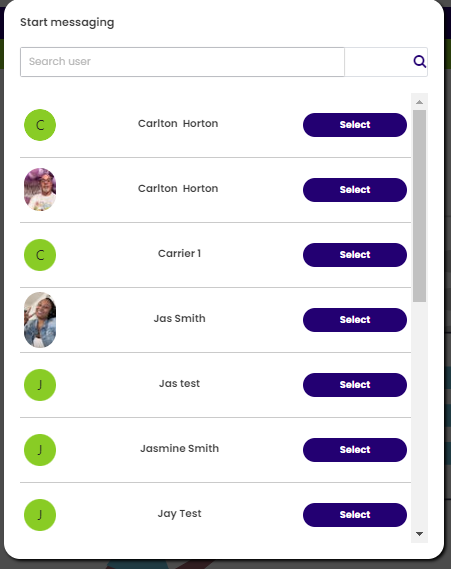 Start messaging
Search user
C Carlton Horton Select
Carlton Horton Select
C Carrier 1 Select
Jas Smith Select
J Jas test Select
J Jasmine Smith Select
J Jay Test Select